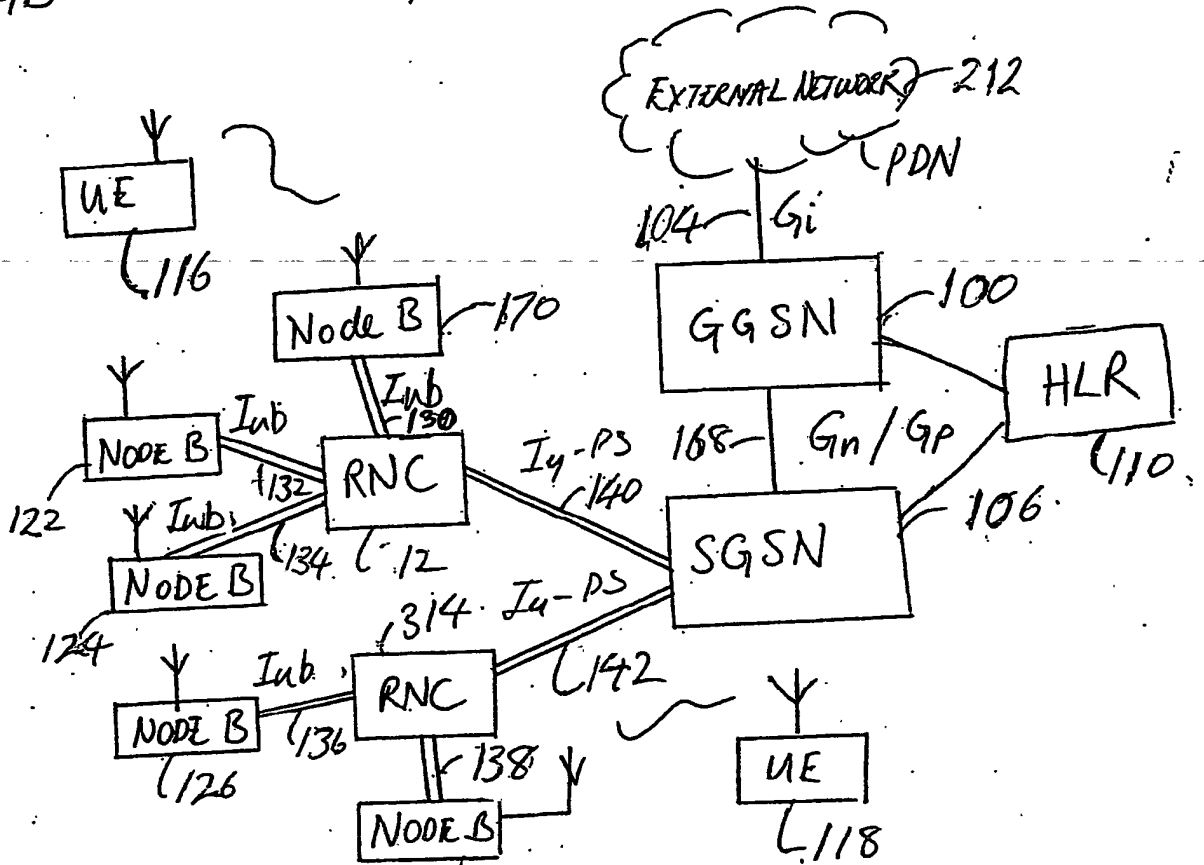 EXTERNAL NETWORK 212
PDN
UE
116
104 Gi
Node B 170
GGSN 100
HLR
110
Iub
130
NODE B
122
Iub
132
RNC
12
Iu-PS
140
168 Gn/Gp
SGSN 106
Iub
134
NODE B
124
314
Iu-PS
142
RNC
Iub
136
NODE B
126
138
NODE B
UE
118